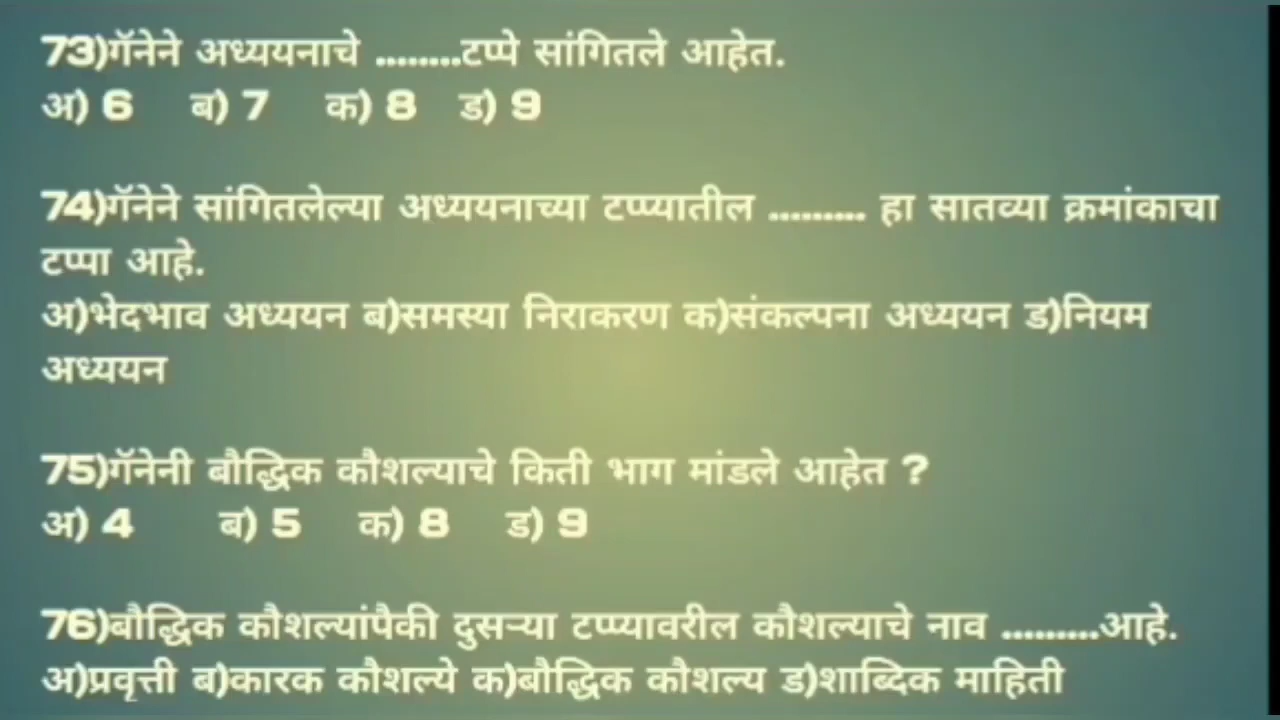 73)गॅनेने अध्ययनाचे ........टप्पे सांगितले आहेत.
अ) 6 ब) 7 क) 8 ड) 9
74)गॅनेने सांगितलेल्या अध्ययनाच्या टप्प्यातील ......... हा सातव्या क्रमांकाचा
टप्पा आहे.
अ)भेदभाव अध्ययन ब)समस्या निराकरण क)संकल्पना अध्ययन ड)नियम
अध्ययन
75)गॅनेनी बौद्धिक कौशल्याचे किती भाग मांडले आहेत ?
अ) 4 ब) 5 क) 8 ड) 9
76)बौद्धिक कौशल्यांपैकी दुसऱ्या टप्प्यावरील कौशल्याचे नाव .........आहे.
अ)प्रवृत्ती ब)कारक कौशल्ये क)बौद्धिक कौशल्य ड)शाब्दिक माहिती